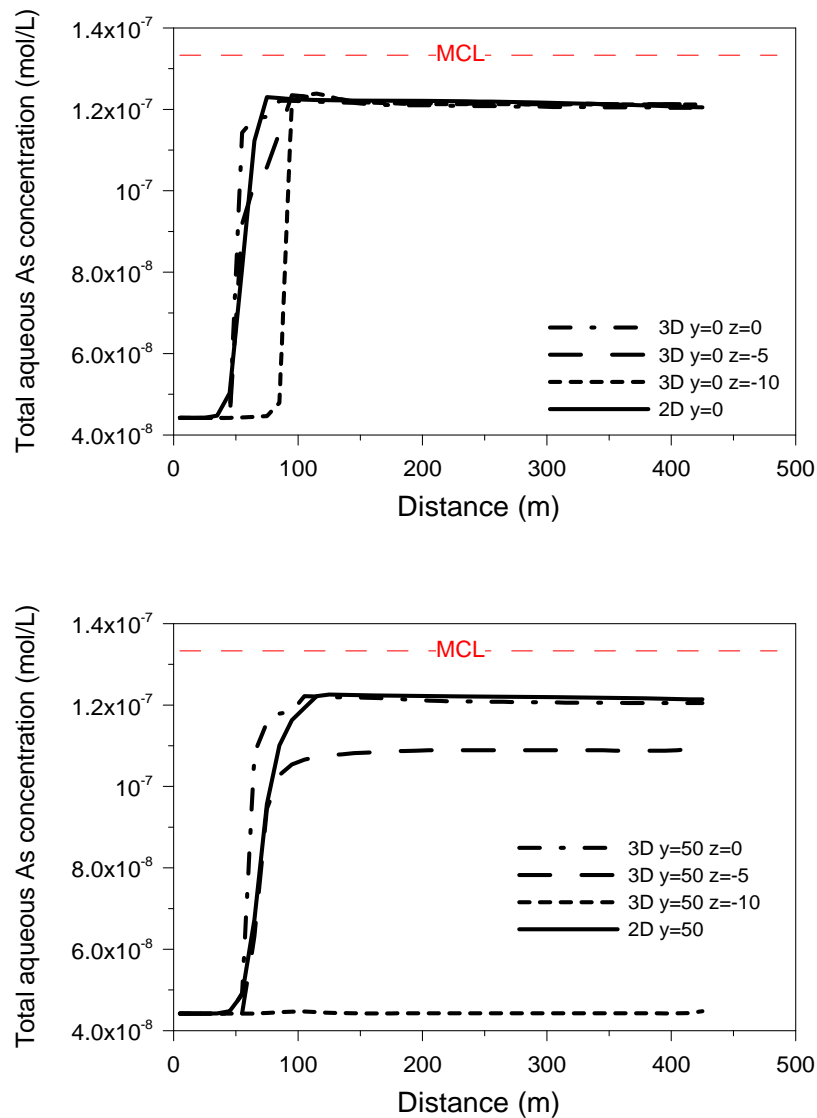 Total aqueous As concentration (mol/L)
1.4x10⁻⁷
1.2x10⁻⁷
10⁻⁷
8.0x10⁻⁸
6.0x10⁻⁸
4.0x10⁻⁸
MCL
3D y=0 z=0
3D y=0 z=-5
3D y=0 z=-10
2D y=0
0 100 200 300 400 500
Distance (m)
Total aqueous As concentration (mol/L)
1.4x10⁻⁷
1.2x10⁻⁷
10⁻⁷
8.0x10⁻⁸
6.0x10⁻⁸
4.0x10⁻⁸
MCL
3D y=50 z=0
3D y=50 z=-5
3D y=50 z=-10
2D y=50
0 100 200 300 400 500
Distance (m)